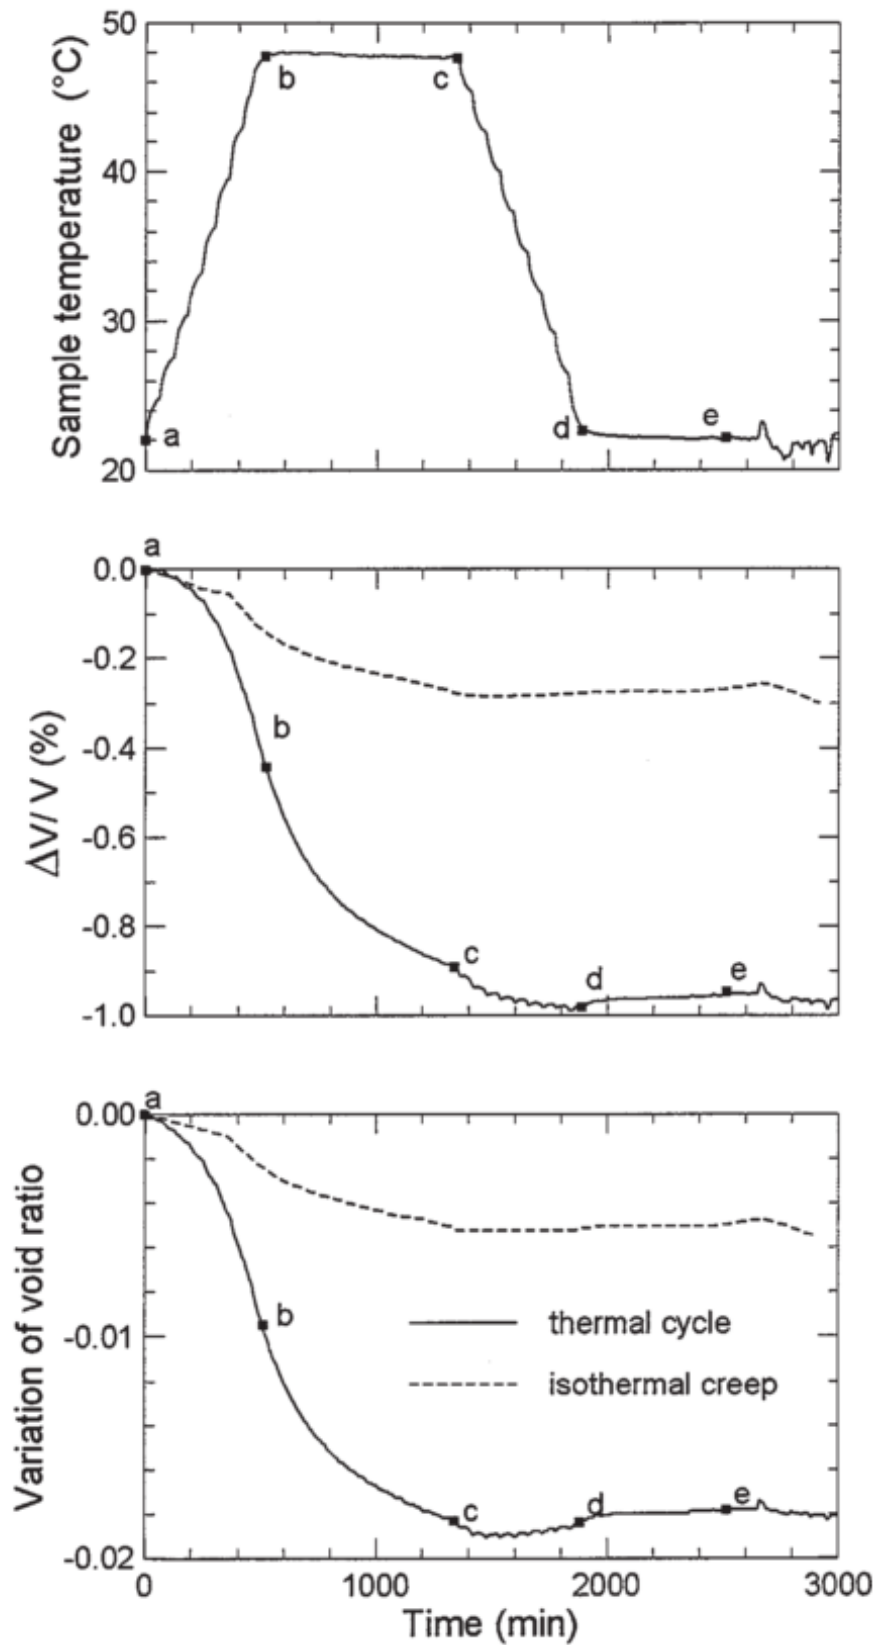 50
Sample temperature (°C)
b
c
40
30
a
d
e
20
a
0.0
-0.2
b
ΔV/ V (%)
-0.4
-0.6
-0.8
c
d
e
-1.0
a
0.00
Variation of void ratio
b
-0.01
thermal cycle
isothermal creep
c
d
e
-0.02
0
1000
2000
3000
Time (min)